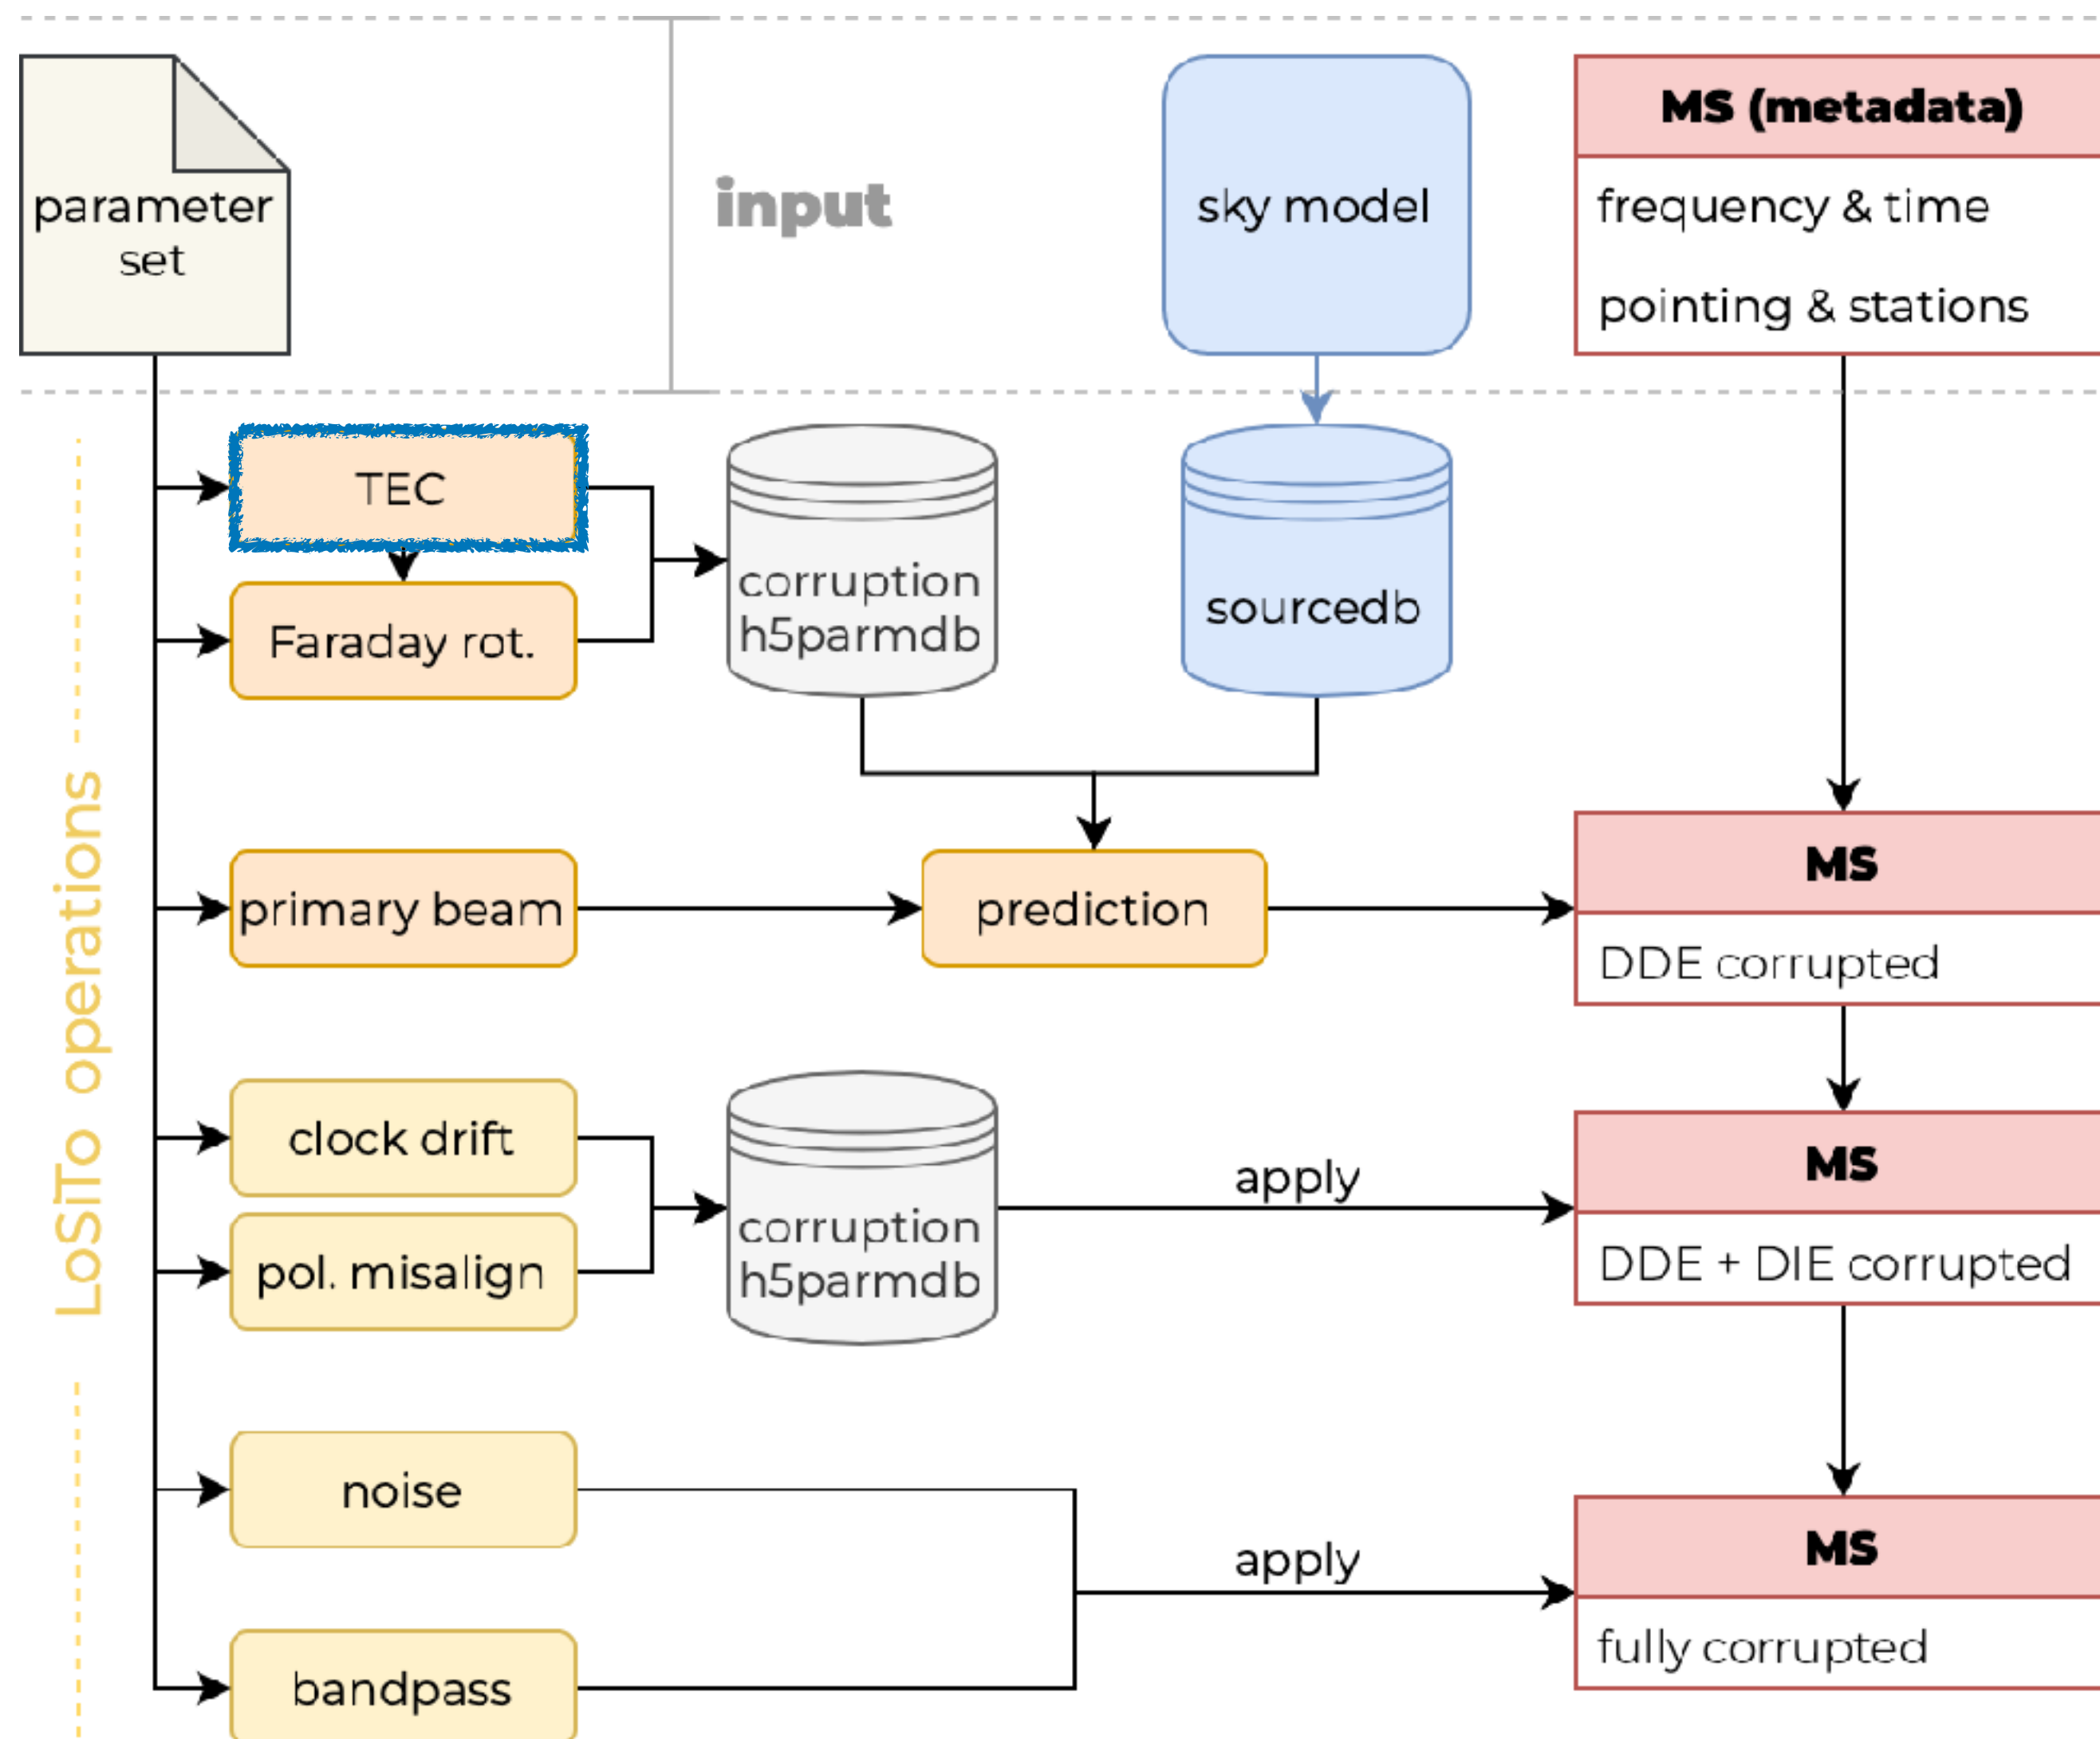 parameter
set
input
sky model
MS (metadata)
frequency & time
pointing & stations
LoSiTo operations
TEC
Faraday rot.
corruption
h5parmdb
sourcedb
primary beam
prediction
MS
DDE corrupted
clock drift
pol. misalign
corruption
h5parmdb
apply
MS
DDE + DIE corrupted
noise
bandpass
apply
MS
fully corrupted